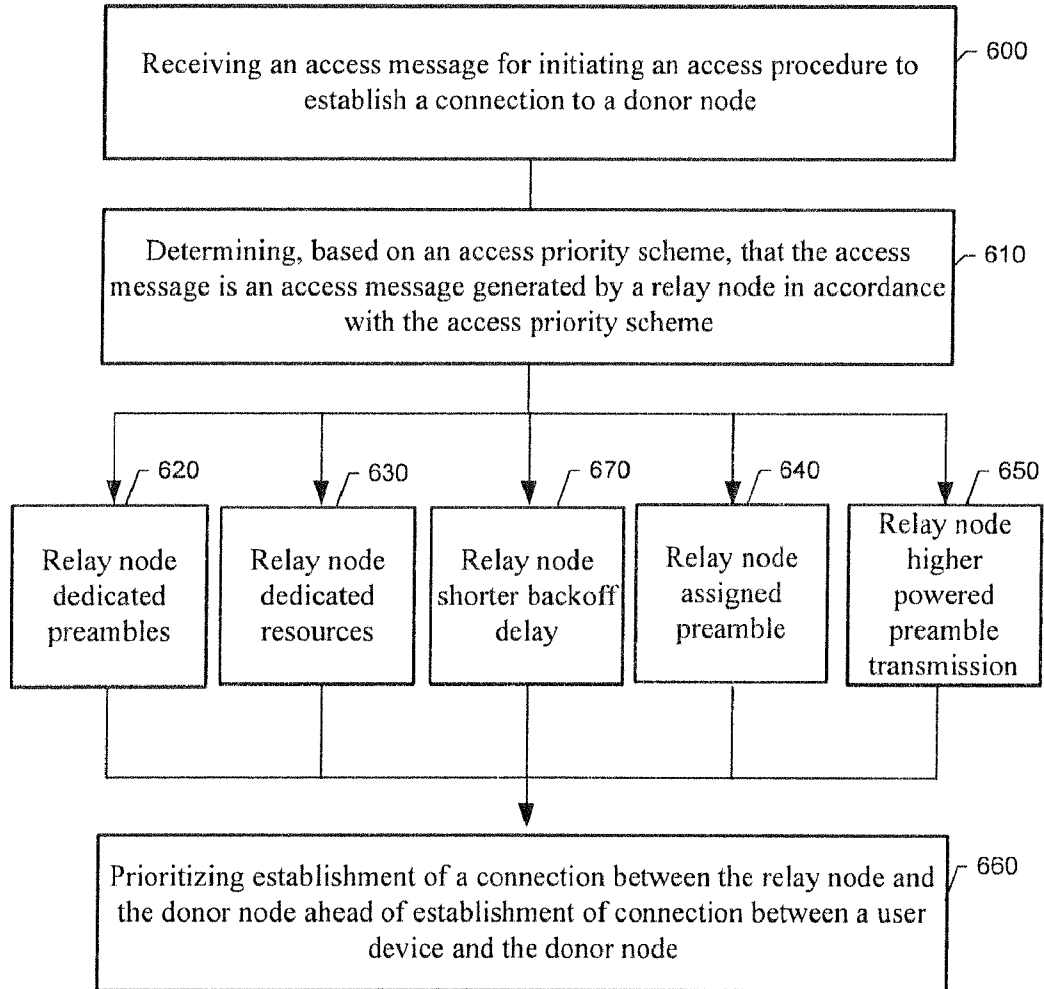 Receiving an access message for initiating an access procedure to
establish a connection to a donor node
600
Determining, based on an access priority scheme, that the access
message is an access message generated by a relay node in accordance
with the access priority scheme
610
620
Relay node
dedicated
preambles
630
Relay node
dedicated
resources
670
Relay node
shorter backoff
delay
640
Relay node
assigned
preamble
650
Relay node
higher
powered
preamble
transmission
Prioritizing establishment of a connection between the relay node and
the donor node ahead of establishment of connection between a user
device and the donor node
660